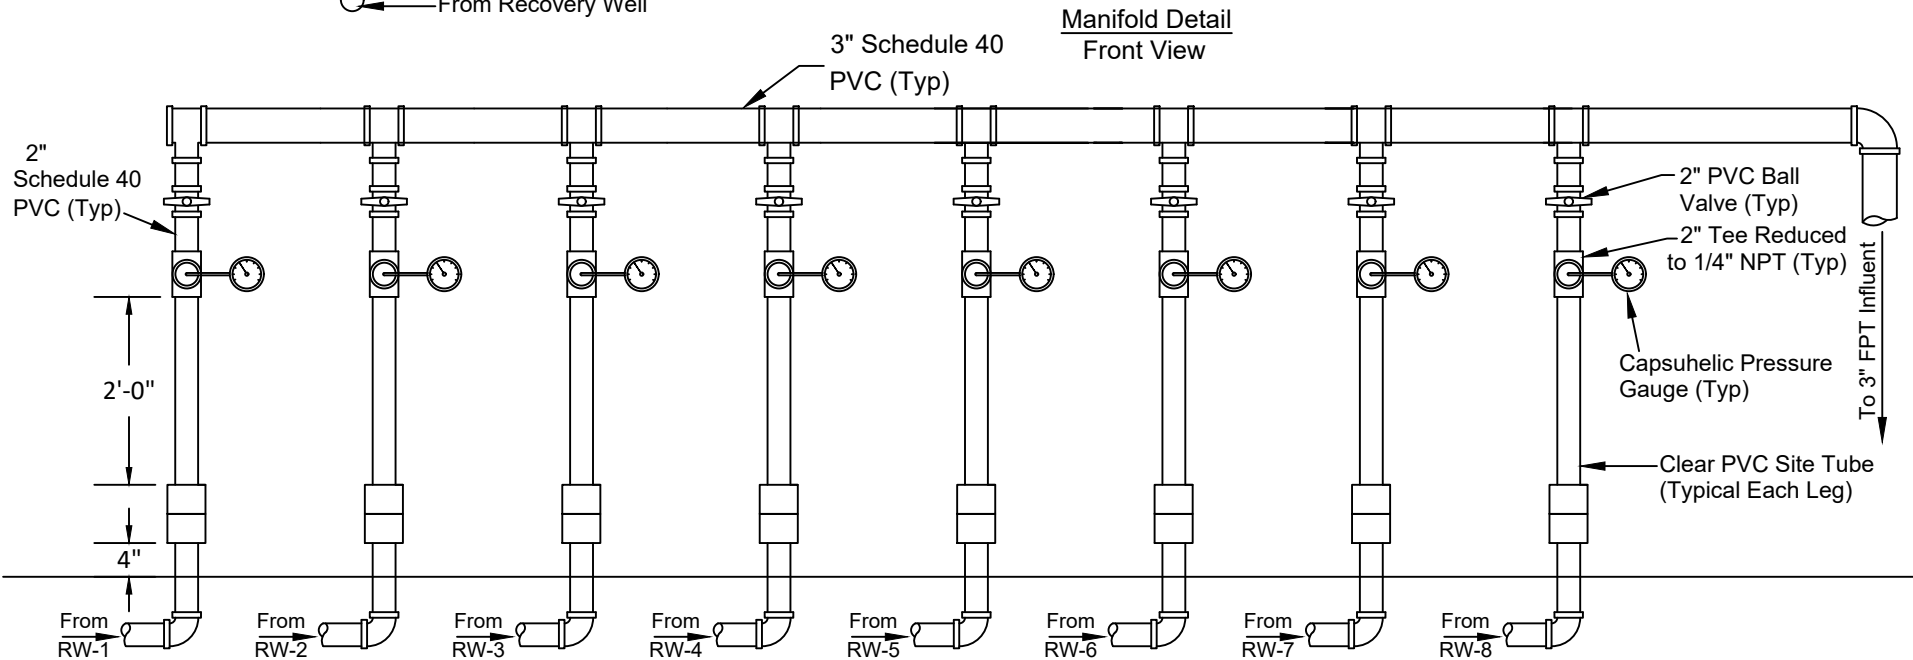 From Recovery Well
Manifold Detail
Front View
3" Schedule 40
PVC (Typ)
2"
Schedule 40
PVC (Typ)
2" PVC Ball
Valve (Typ)
2" Tee Reduced
to 1/4" NPT (Typ)
To 3" FPT Influent
Capsuhelic Pressure
Gauge (Typ)
2'-0"
Clear PVC Site Tube
(Typical Each Leg)
4"
From
RW-1
From
RW-2
From
RW-3
From
RW-4
From
RW-5
From
RW-6
From
RW-7
From
RW-8